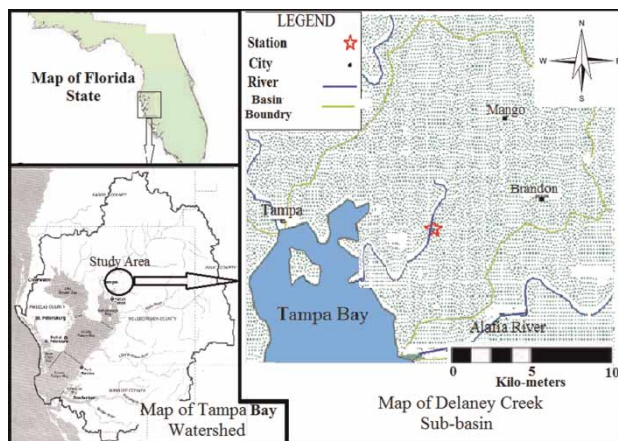 Map of Florida
State
LEGEND
Station
City
River
Basin
Boundry
N
W
E
S
Mango
Brandon
Tampa
Tampa Bay
Alafia River
0
5
10
Kilo-meters
Map of Delaney Creek
Sub-basin
Study Area
Map of Tampa Bay
Watershed